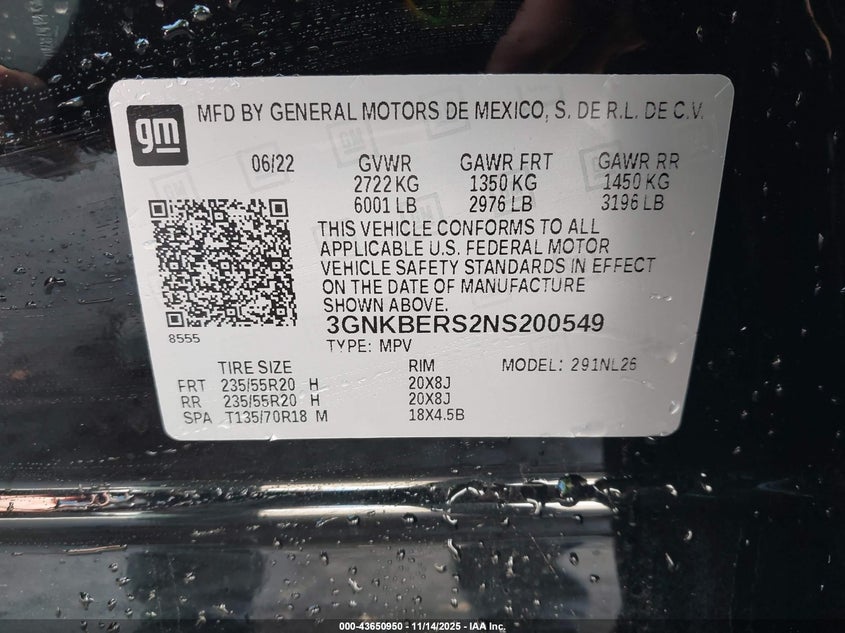 gm
MFD BY GENERAL MOTORS DE MEXICO, S. DE R.L. DE C.V.
06/22 GVWR GAWR FRT GAWR RR
2722 KG 1350 KG 1450 KG
6001 LB 2976 LB 3196 LB
THIS VEHICLE CONFORMS TO ALL
APPLICABLE U.S. FEDERAL MOTOR
VEHICLE SAFETY STANDARDS IN EFFECT
ON THE DATE OF MANUFACTURE
SHOWN ABOVE.
3GNKBERS2NS200549
8555
TYPE: MPV
TIRE SIZE RIM MODEL: 291NL26
FRT 235/55R20 H 20X8J
RR 235/55R20 H 20X8J
SPA T135/70R18 M 18X4.5B
000-43650950 - 11/14/2025 - IAA Inc.